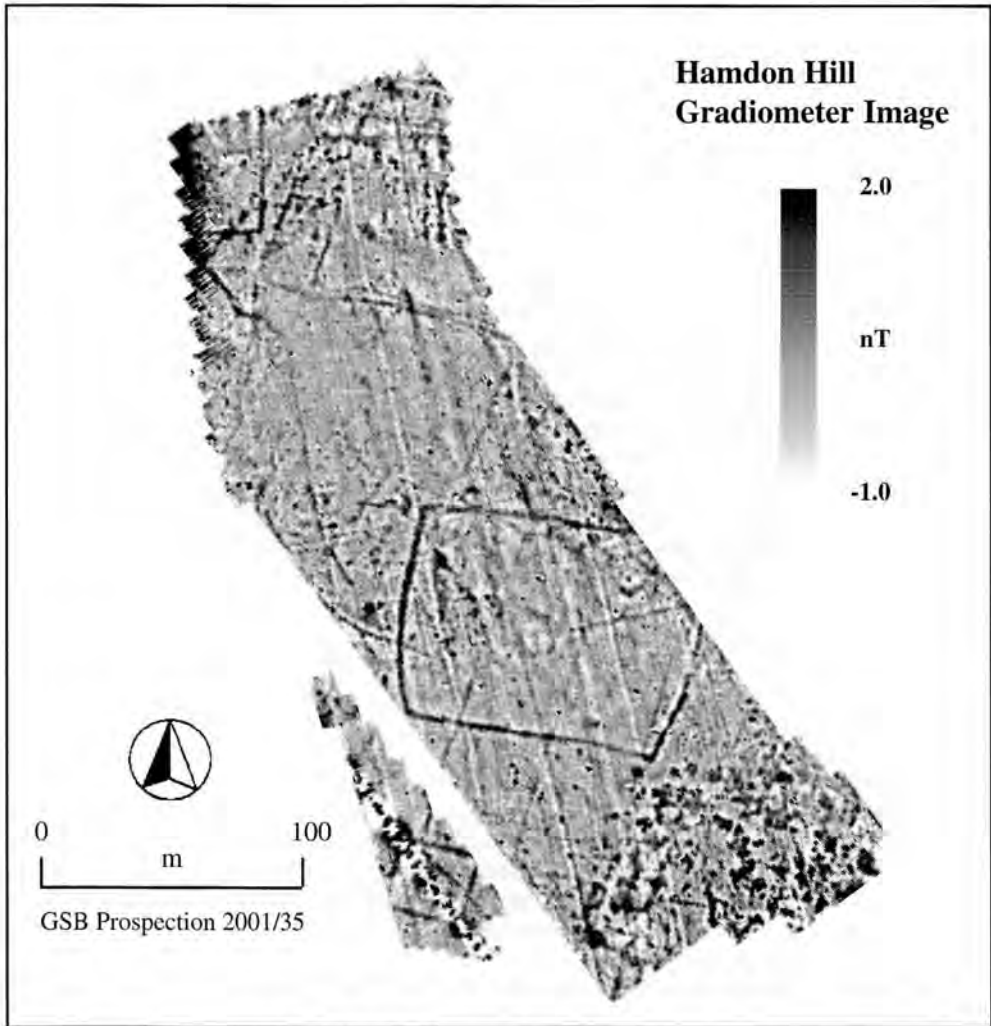 Hamdon Hill
Gradiometer Image
2.0
nT
-1.0
0 100
m
GSB Prospection 2001/35